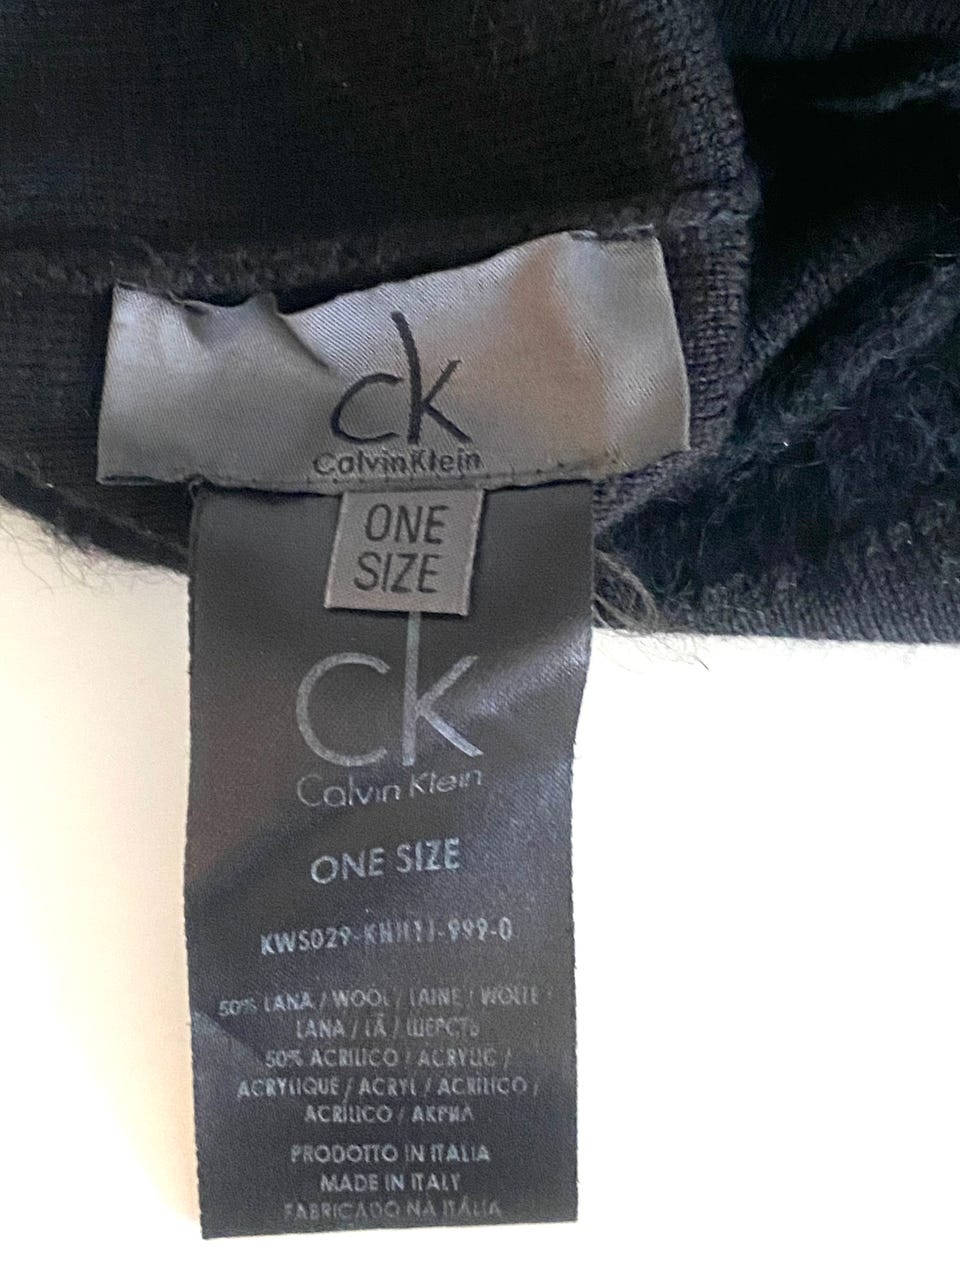 ck
Calvin Klein
ONE
SIZE
ck
Calvin Klein
ONE SIZE
50% LANA / WOOL / LAINE / WOLLE /
LANA / LÃ / ШЕРСТЬ
50% ACRILICO / ACRYLIC /
ACRYLIQUE / ACRYL / ACRÍLICO /
ACRÍLICO / АКРИЛ
PRODOTTO IN ITALIA
MADE IN ITALY
FABRICADO NA ITÁLIA